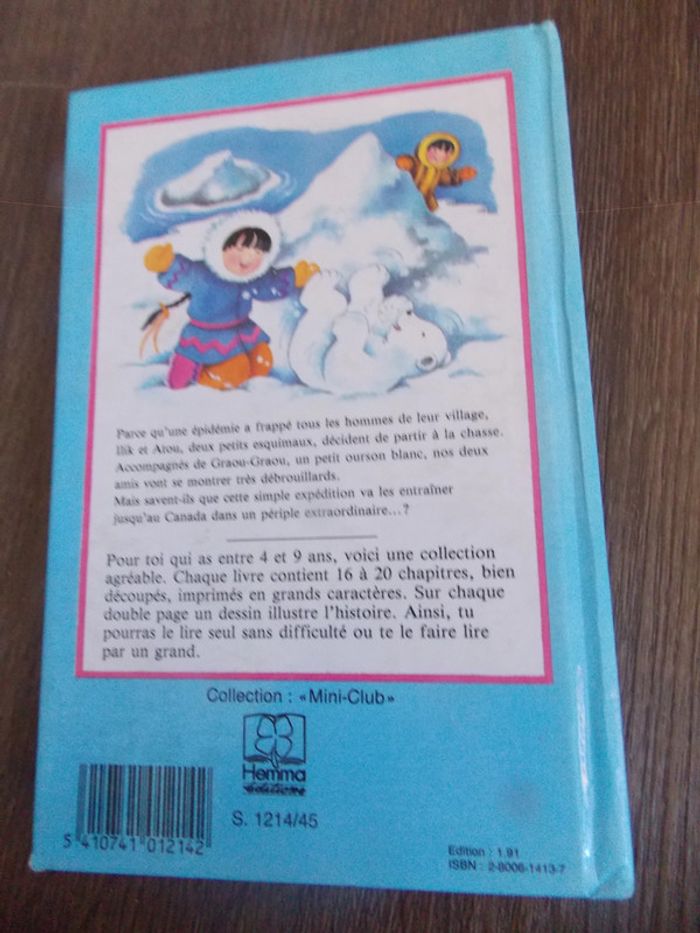 Parce qu'une épidémie a frappé tous les hommes de leur village,
Ilik et Atou, deux petits esquimaux, décident de partir à la chasse.
Accompagnés de Graou-Graou, un petit ourson blanc, nos deux
amis vont se montrer très débrouillards.
Mais savent-ils que cette simple expédition va les entraîner
jusqu'au Canada dans un périple extraordinaire...?
Pour toi qui as entre 4 et 9 ans, voici une collection
agréable. Chaque livre contient 16 à 20 chapitres, bien
découpés, imprimés en grands caractères. Sur chaque
double page un dessin illustre l'histoire. Ainsi, tu
pourras le lire seul sans difficulté ou te le faire lire
par un grand.
Collection : «Mini-Club»
Hemma
éditions
S. 1214/45
5 410741 012142
Edition : 1.91
ISBN : 2-8006-1413-7